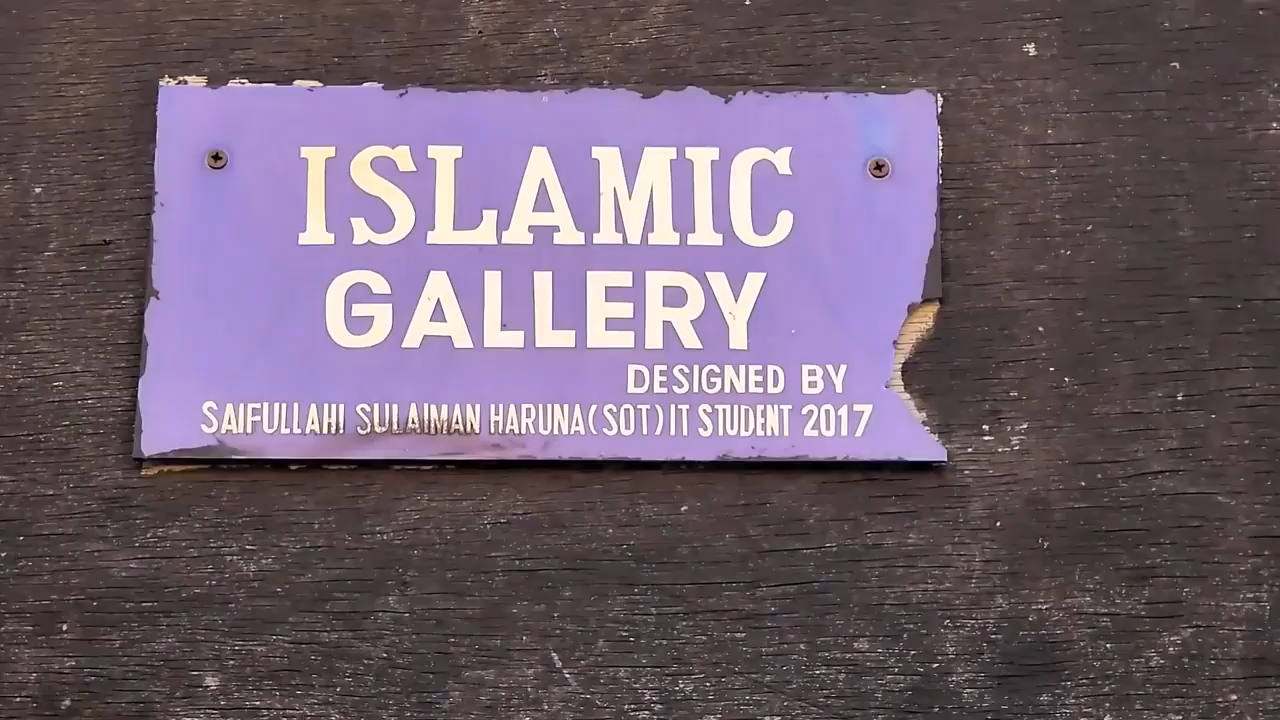 ISLAMIC
GALLERY
DESIGNED BY
SAIFULLAHI SULAIMAN HARUNA(SOT)IT STUDENT 2017